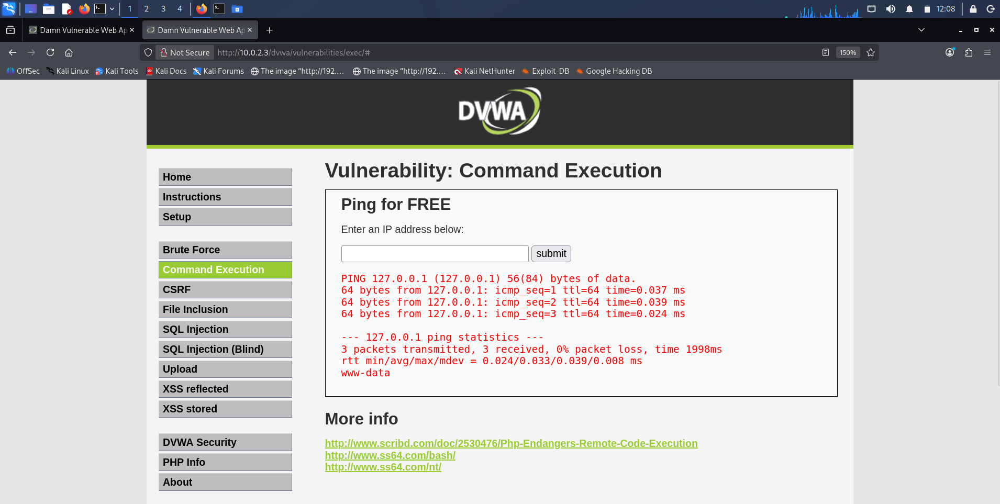 1 2 3 4 12:08
Damn Vulnerable Web Ap
Damn Vulnerable Web Ap
Not Secure http://10.0.2.3/dvwa/vulnerabilities/exec/# 150%
OffSec Kali Linux Kali Tools Kali Docs Kali Forums The image “http://192.… The image “http://192.… Kali NetHunter Exploit-DB Google Hacking DB
DVWA
Home
Instructions
Setup
Brute Force
Command Execution
CSRF
File Inclusion
SQL Injection
SQL Injection (Blind)
Upload
XSS reflected
XSS stored
DVWA Security
PHP Info
About
Vulnerability: Command Execution
Ping for FREE
Enter an IP address below:
submit
PING 127.0.0.1 (127.0.0.1) 56(84) bytes of data.
64 bytes from 127.0.0.1: icmp_seq=1 ttl=64 time=0.037 ms
64 bytes from 127.0.0.1: icmp_seq=2 ttl=64 time=0.039 ms
64 bytes from 127.0.0.1: icmp_seq=3 ttl=64 time=0.024 ms
--- 127.0.0.1 ping statistics ---
3 packets transmitted, 3 received, 0% packet loss, time 1998ms
rtt min/avg/max/mdev = 0.024/0.033/0.039/0.008 ms
www-data
More info
http://www.scribd.com/doc/2530476/Php-Endangers-Remote-Code-Execution
http://www.ss64.com/bash/
http://www.ss64.com/nt/